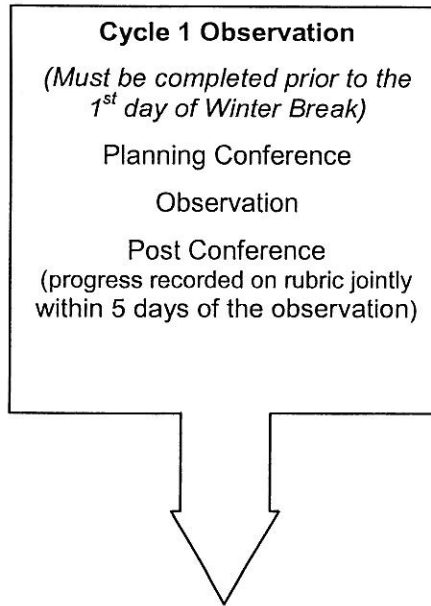 Cycle 1 Observation
(Must be completed prior to the
1st day of Winter Break)
Planning Conference
Observation
Post Conference
(progress recorded on rubric jointly
within 5 days of the observation)